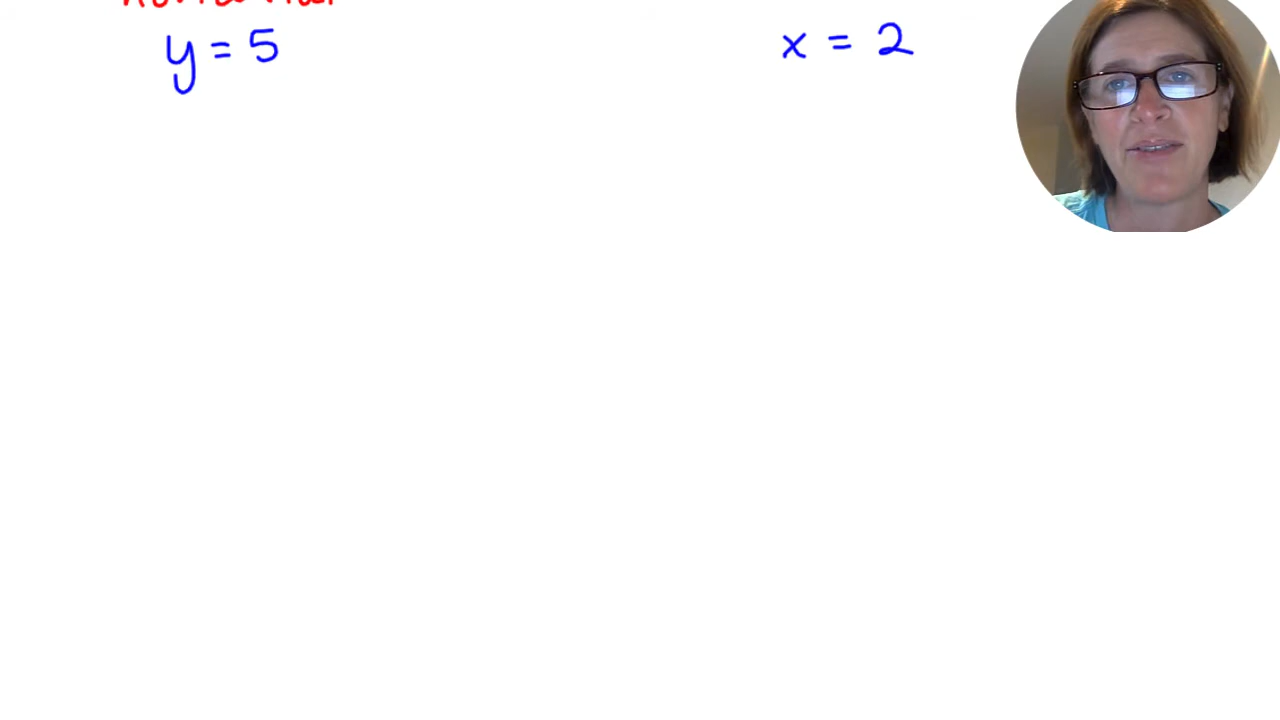 y = 5
x = 2